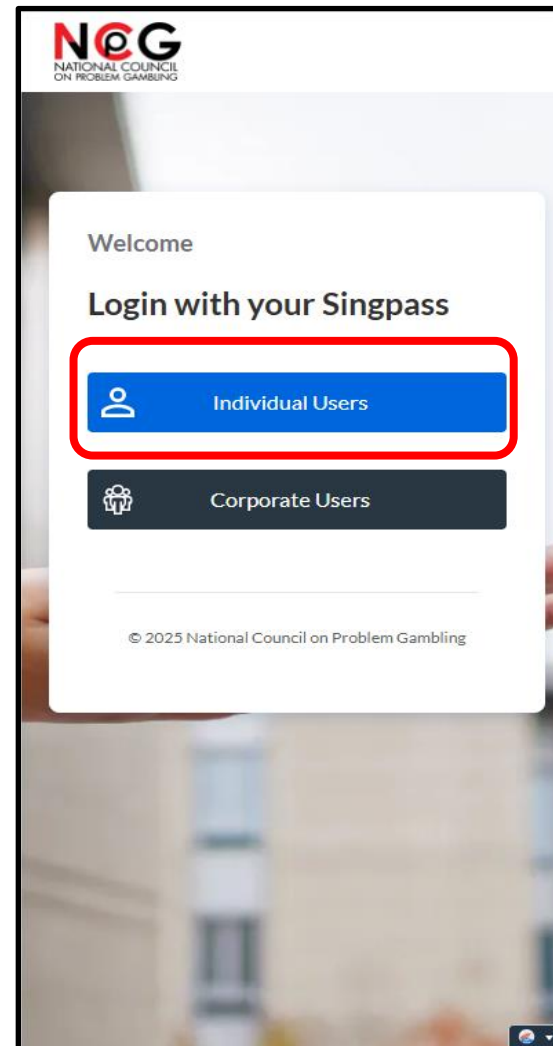 NCPG
NATIONAL COUNCIL
ON PROBLEM GAMBLING
Welcome
Login with your Singpass
Individual Users
Corporate Users
© 2025 National Council on Problem Gambling